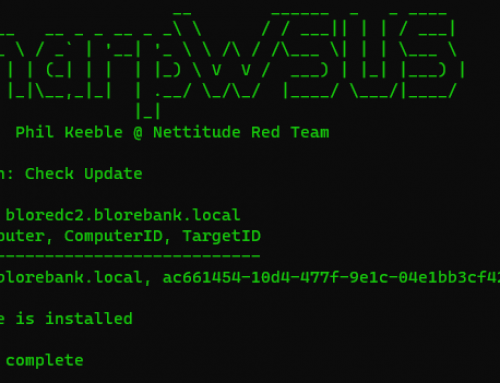 Phil Keeble @ Nettitude Red Team
: Check Update
bloredc2.blorebank.local
puter, ComputerID, TargetID
----------------------------
blorebank.local, ac661454-10d4-477f-9e1c-04e1bb3cf42
e is installed
complete